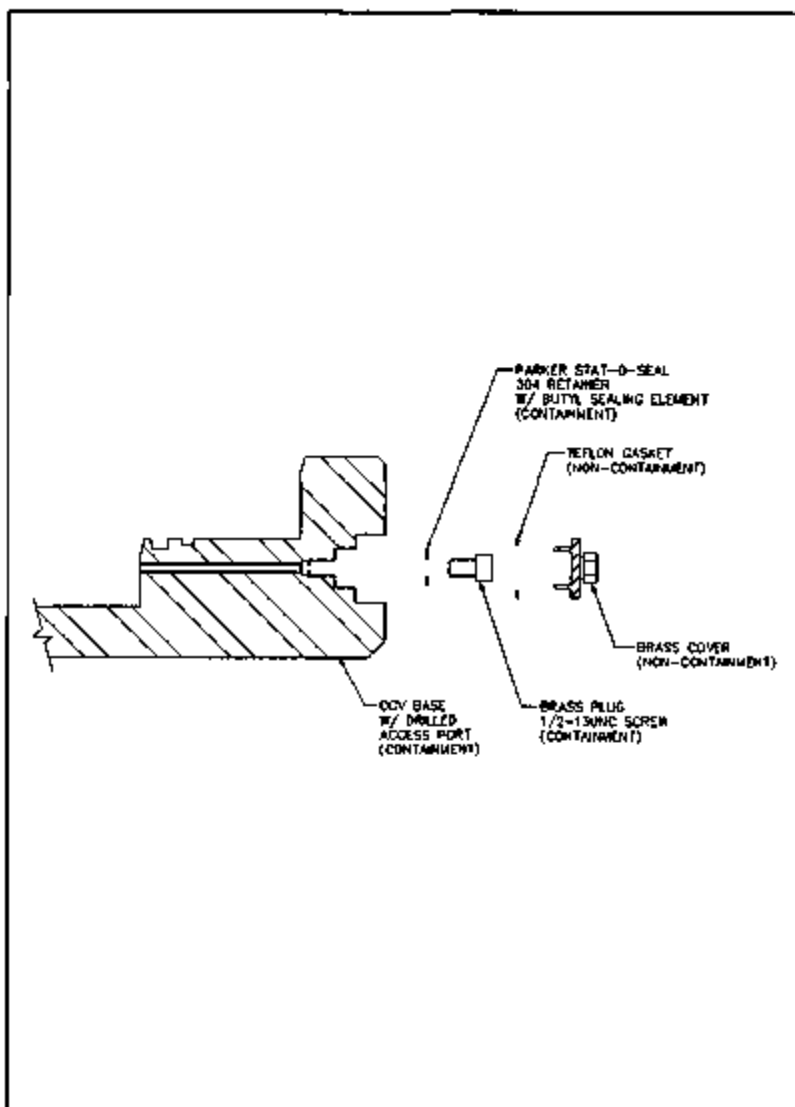 PARKER STAT-O-SEAL
304 RETAINER
W/ BUTYL SEALING ELEMENT
(CONTAINMENT)
TEFLON GASKET
(NON-CONTAINMENT)
BRASS COVER
(NON-CONTAINMENT)
BRASS PLUG
1/2-13UNC SCREW
(CONTAINMENT)
CCV BASE
W/ DRILLED
ACCESS PORT
(CONTAINMENT)